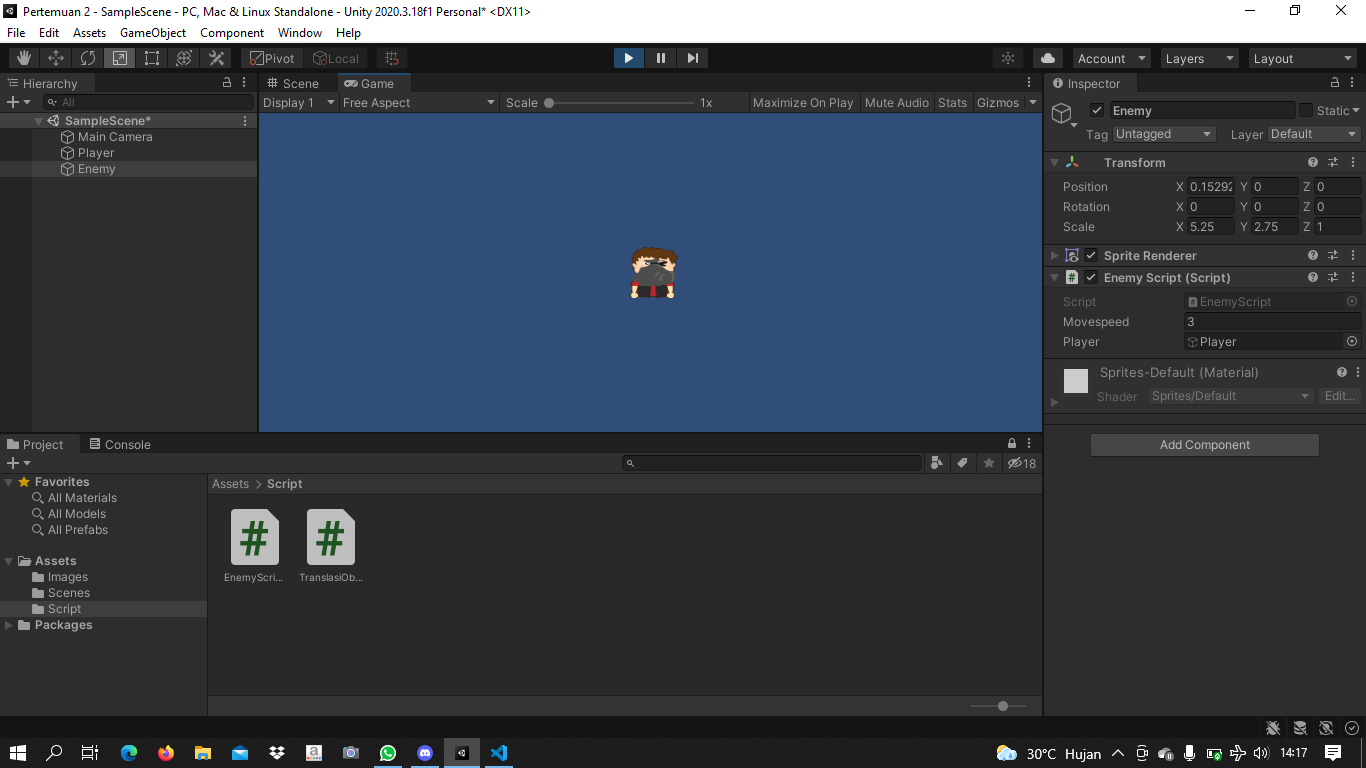 Pertemuan 2 - SampleScene - PC, Mac & Linux Standalone - Unity 2020.3.18f1 Personal* <DX11>
File Edit Assets GameObject Component Window Help
Pivot Local Account Layers Layout
Hierarchy
All
SampleScene*
Main Camera
Player
Enemy
Scene Game
Display 1 Free Aspect Scale 1x Maximize On Play Mute Audio Stats Gizmos
Inspector
Enemy Static
Tag Untagged Layer Default
Transform
Position X 0.15292 Y 0 Z 0
Rotation X 0 Y 0 Z 0
Scale X 5.25 Y 2.75 Z 1
Sprite Renderer
# Enemy Script (Script)
Script EnemyScript
Movespeed 3
Player Player
Sprites-Default (Material)
Shader Sprites/Default Edit...
Add Component
Project Console
18
Favorites
All Materials
All Models
All Prefabs
Assets
Images
Scenes
Script
Packages
Assets > Script
# #
EnemyScri... TranslasiOb...
30°C Hujan 14:17